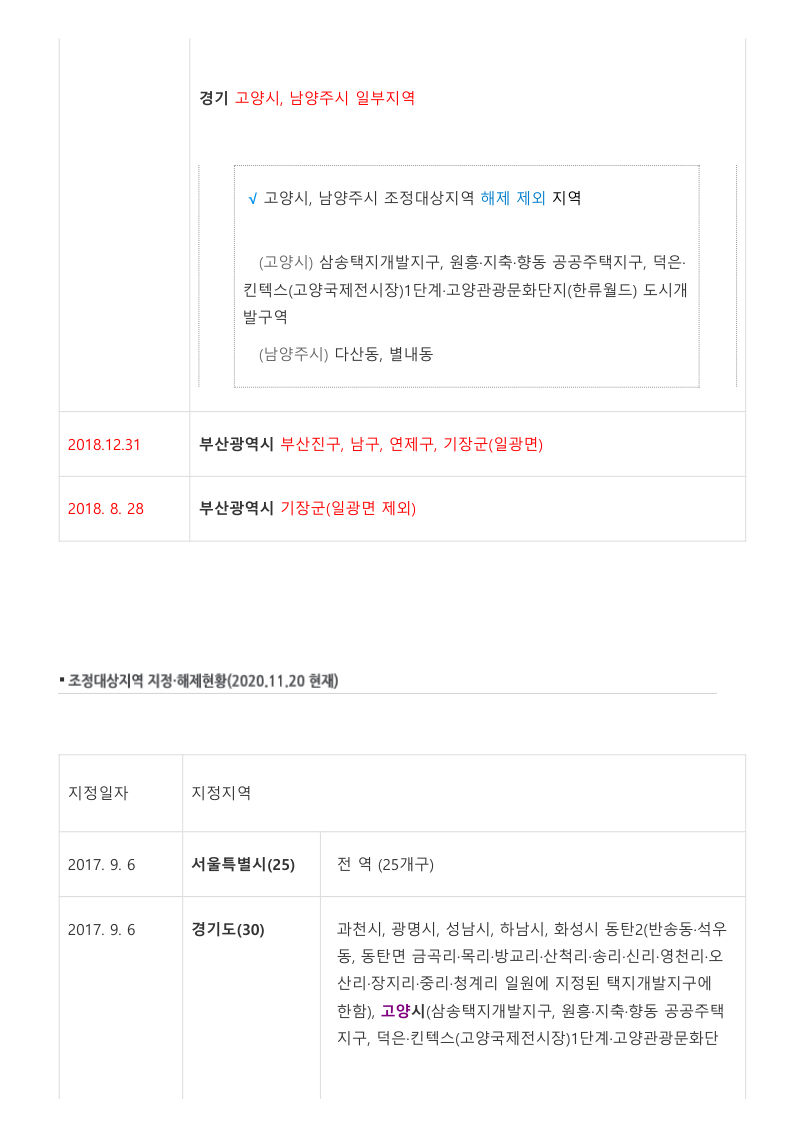 경기 고양시, 남양주시 일부지역
√ 고양시, 남양주시 조정대상지역 해제 제외 지역
(고양시) 삼송택지개발지구, 원흥·지축·향동 공공주택지구, 덕은·
킨텍스(고양국제전시장)1단계·고양관광문화단지(한류월드) 도시개
발구역
(남양주시) 다산동, 별내동
2018.12.31 부산광역시 부산진구, 남구, 연제구, 기장군(일광면)
2018. 8. 28 부산광역시 기장군(일광면 제외)
▪ 조정대상지역 지정·해제현황(2020.11.20 현재)
지정일자 지정지역
2017. 9. 6 서울특별시(25) 전 역 (25개구)
2017. 9. 6 경기도(30) 과천시, 광명시, 성남시, 하남시, 화성시 동탄2(반송동·석우
동, 동탄면 금곡리·목리·방교리·산척리·송리·신리·영천리·오
산리·장지리·중리·청계리 일원에 지정된 택지개발지구에
한함), 고양시(삼송택지개발지구, 원흥·지축·향동 공공주택
지구, 덕은·킨텍스(고양국제전시장)1단계·고양관광문화단